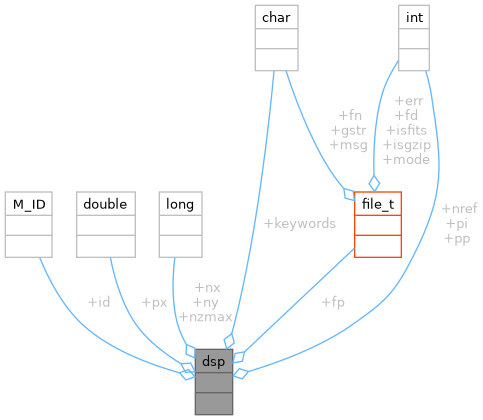 char
int
+fn
+gstr
+msg
+err
+fd
+isfits
+isgzip
+mode
M_ID
double
long
file_t
+keywords
+nref
+pi
+pp
+id
+px
+nx
+ny
+nzmax
+fp
dsp